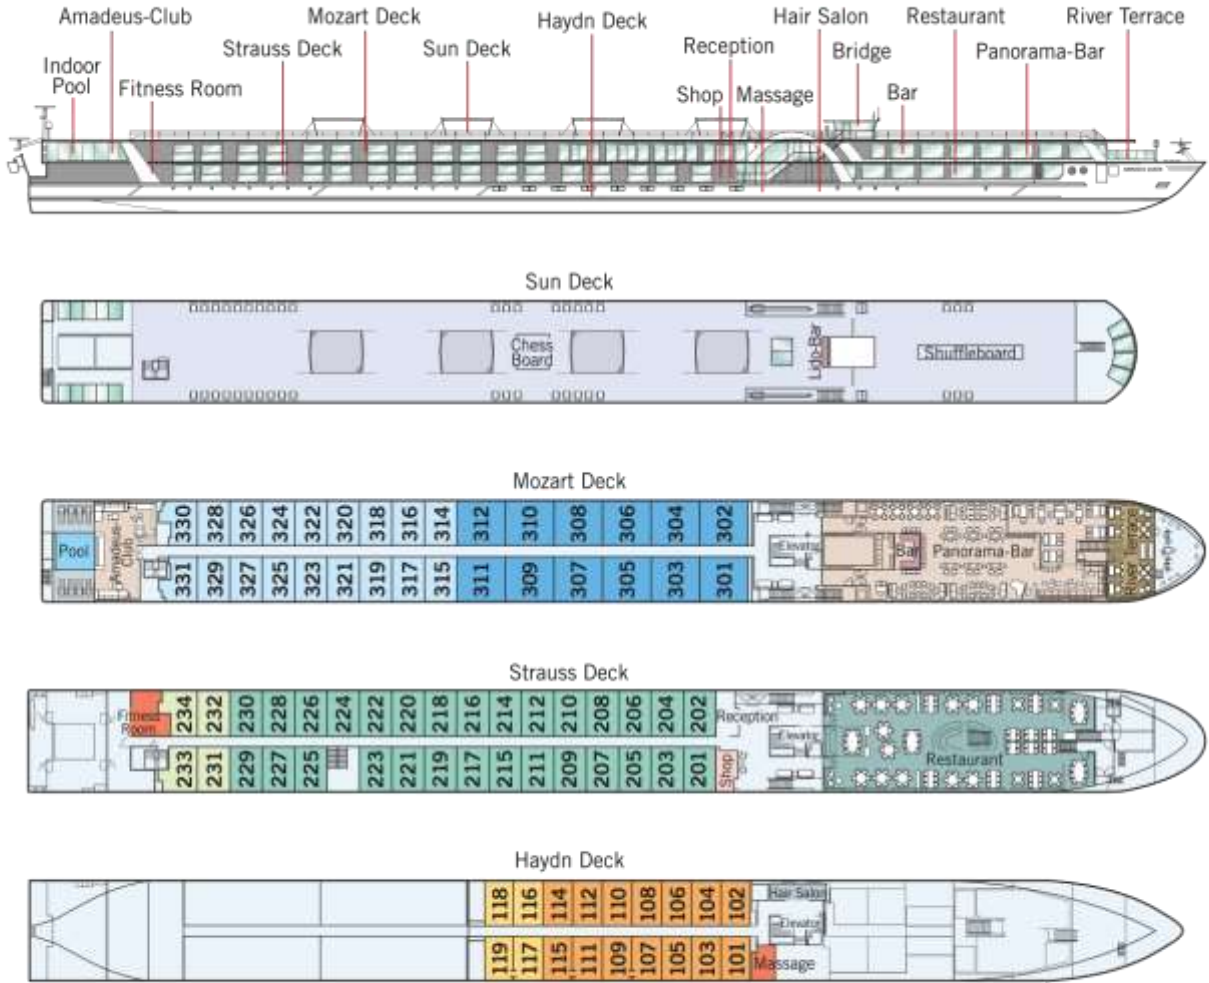 Amadeus-Club
Mozart Deck
Haydn Deck
Hair Salon
Restaurant
River Terrace
Strauss Deck
Sun Deck
Reception
Bridge
Panorama-Bar
Indoor
Pool
Fitness Room
Shop
Massage
Bar
Sun Deck
Chess
Board
Lido-Bar
Shuffleboard
Mozart Deck
330 328 326 324 322 320 318 316 314 312 310 308 306 304 302
Pool
Amadeus-
Club
Elevator
Bar
Panorama-Bar
River Terrace
331 329 327 325 323 321 319 317 315 311 309 307 305 303 301
Strauss Deck
234 232 230 228 226 224 222 220 218 216 214 212 210 208 206 204 202
Fitness
Room
Reception
Elevator
Restaurant
233 231 229 227 225 223 221 219 217 215 211 209 207 205 203 201
Shop
Haydn Deck
118 116 114 112 110 108 106 104 102
Hair Salon
Elevator
119 117 115 111 109 107 105 103 101
Massage